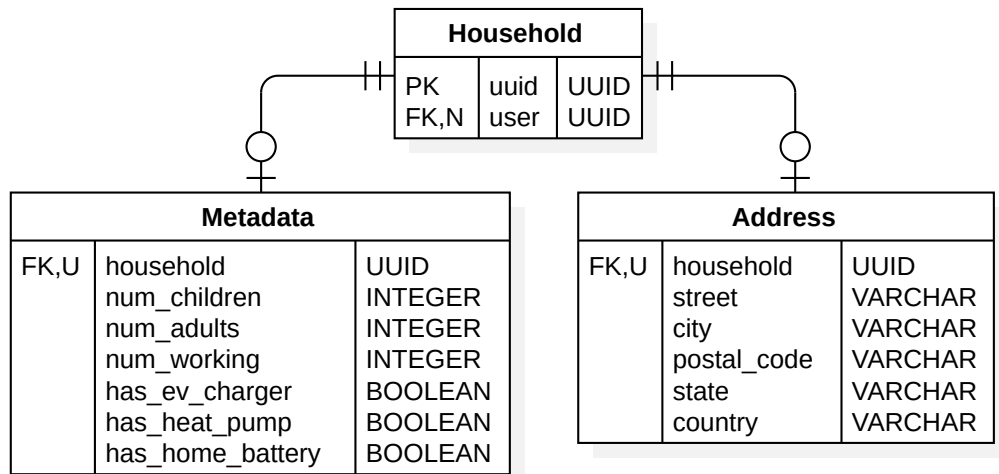 Household
PK uuid UUID
FK,N user UUID
Metadata
FK,U household UUID
num_children INTEGER
num_adults INTEGER
num_working INTEGER
has_ev_charger BOOLEAN
has_heat_pump BOOLEAN
has_home_battery BOOLEAN
Address
FK,U household UUID
street VARCHAR
city VARCHAR
postal_code VARCHAR
state VARCHAR
country VARCHAR